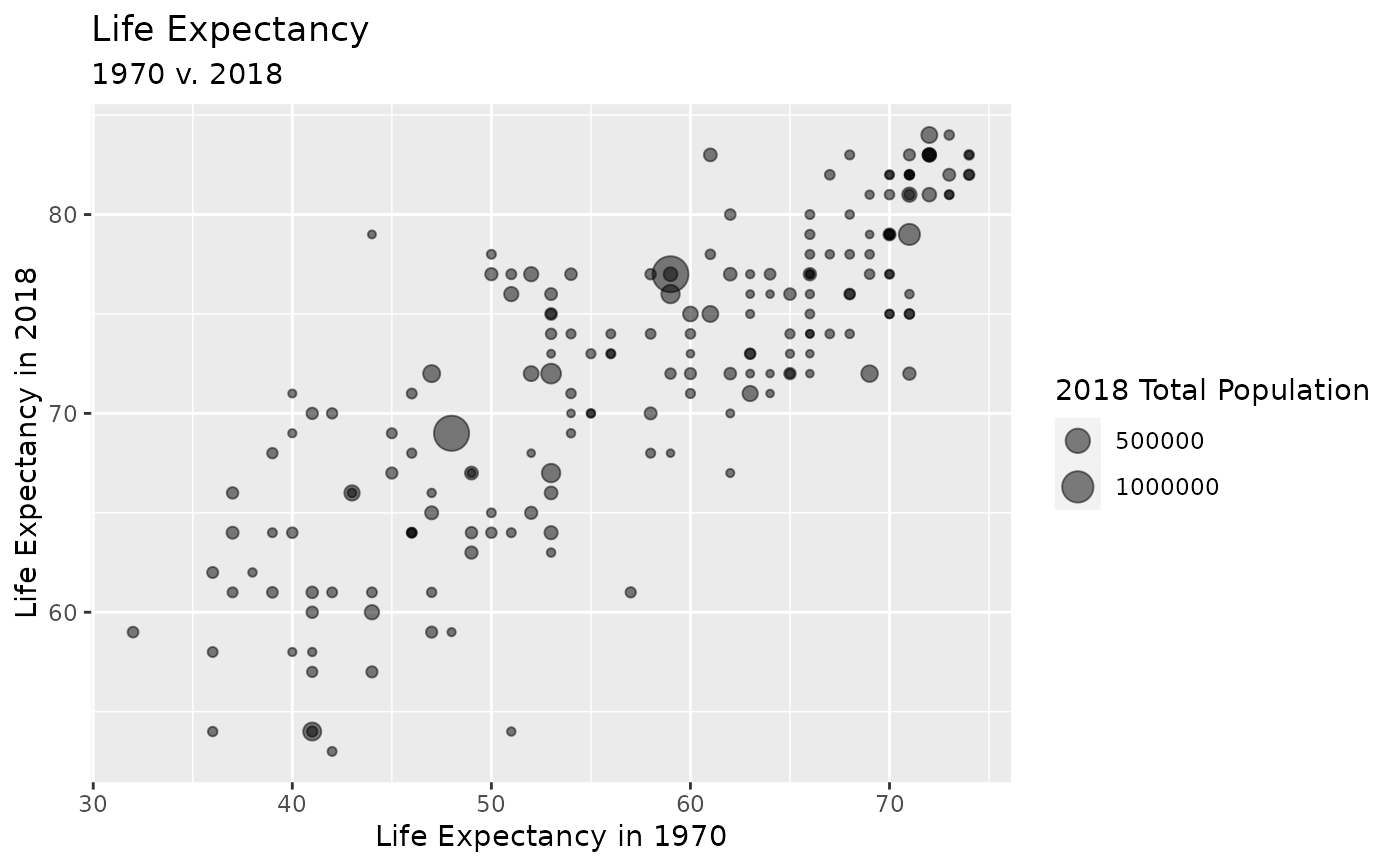 Life Expectancy
1970 v. 2018
Life Expectancy in 2018
80
70
60
30
40
50
60
70
Life Expectancy in 1970
2018 Total Population
500000
1000000